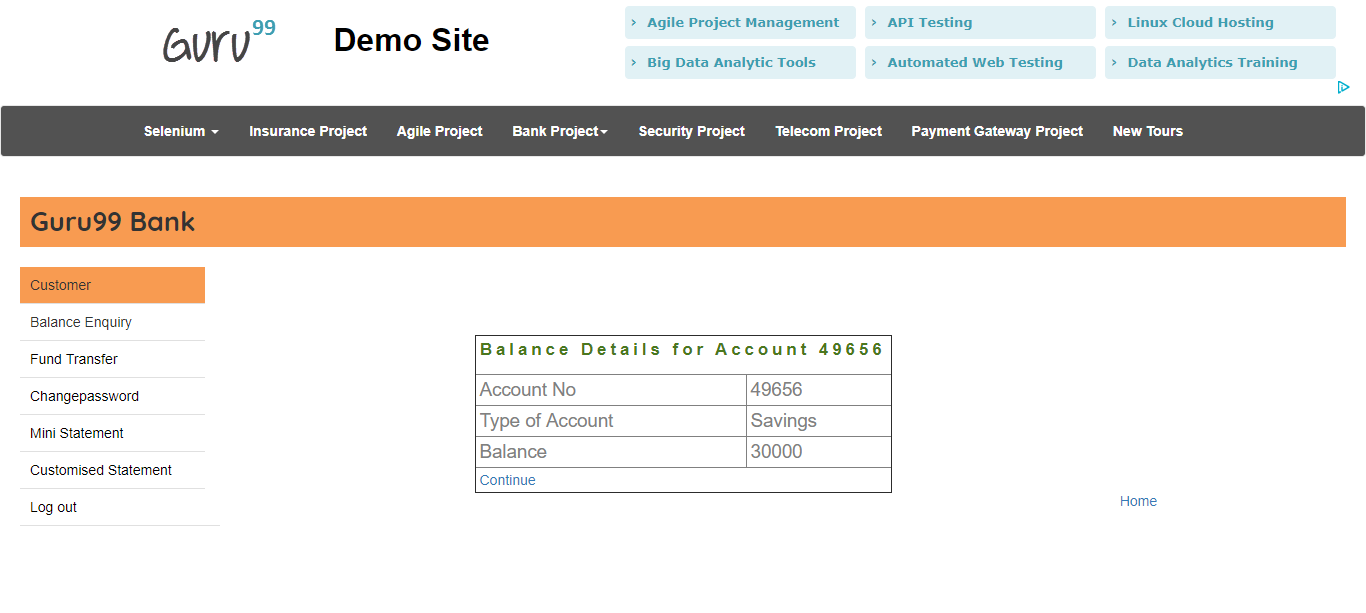 Guru99 Demo Site
› Agile Project Management › API Testing › Linux Cloud Hosting
› Big Data Analytic Tools › Automated Web Testing › Data Analytics Training
Selenium Insurance Project Agile Project Bank Project Security Project Telecom Project Payment Gateway Project New Tours
Guru99 Bank
Customer
Balance Enquiry
Fund Transfer
Changepassword
Mini Statement
Customised Statement
Log out
Balance Details for Account 49656
Account No 49656
Type of Account Savings
Balance 30000
Continue
Home